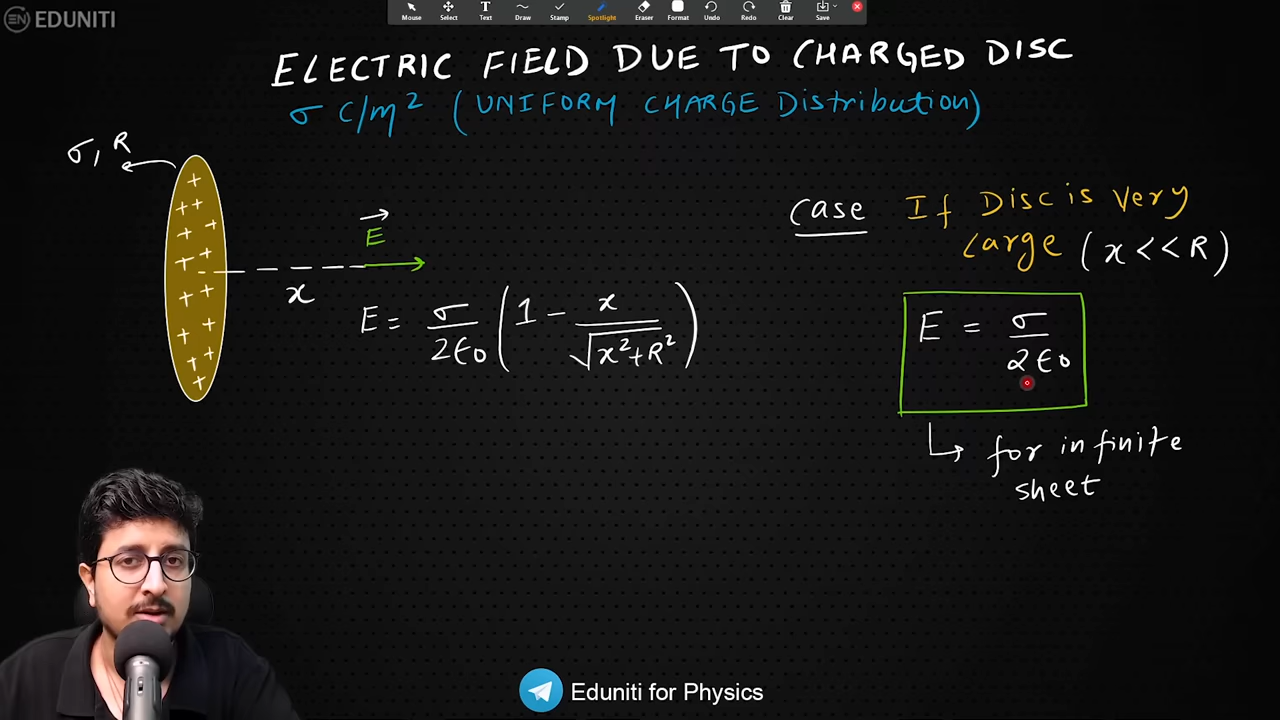 EDUNITI
Mouse Select Text Draw Stamp Spotlight Eraser Format Undo Redo Clear Save
ELECTRIC FIELD DUE TO CHARGED DISC
σ C/m² (UNIFORM CHARGE Distribution)
σ, R
Case If Disc is very
Large (x << R)
E
x
E = σ/2ϵ₀ (1 - x/√(x²+R²))
E = σ/2ϵ₀
↳ for infinite
sheet
Eduniti for Physics